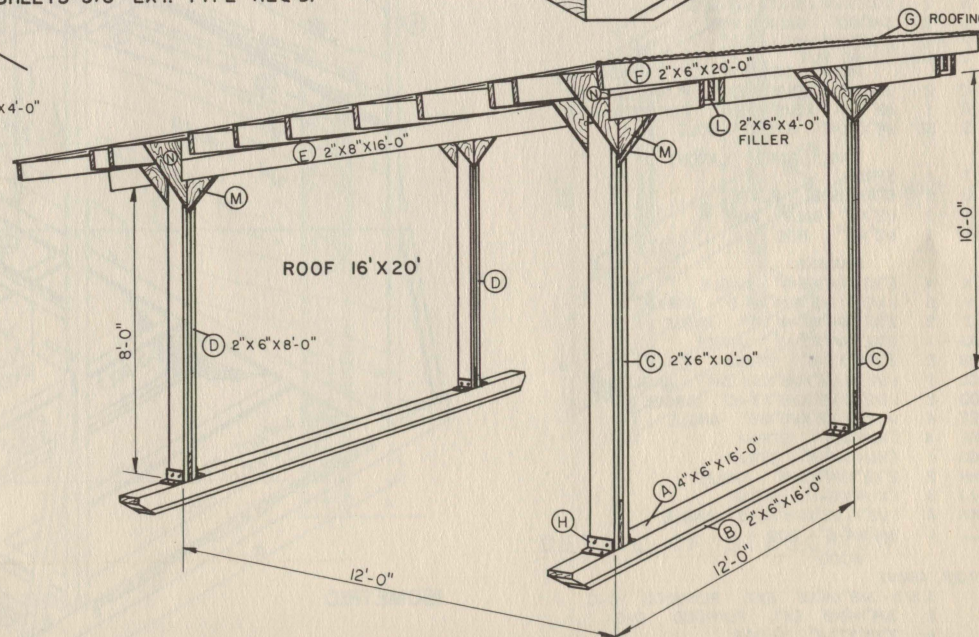 SHEETS 3/8" EXT. TYPE REQ'D.
G ROOFING
X4'-0"
F 2"X6"X20'-0"
L 2"X6"X4'-0"
FILLER
N
E 2"X8"X16'-0"
N
M
M
10'-0"
ROOF 16'X20'
D
8'-0"
D 2"X6"X8'-0"
C 2"X6"X10'-0"
C
A 4"X6"X16'-0"
B 2"X6"X16'-0"
H
12'-0"
12'-0"